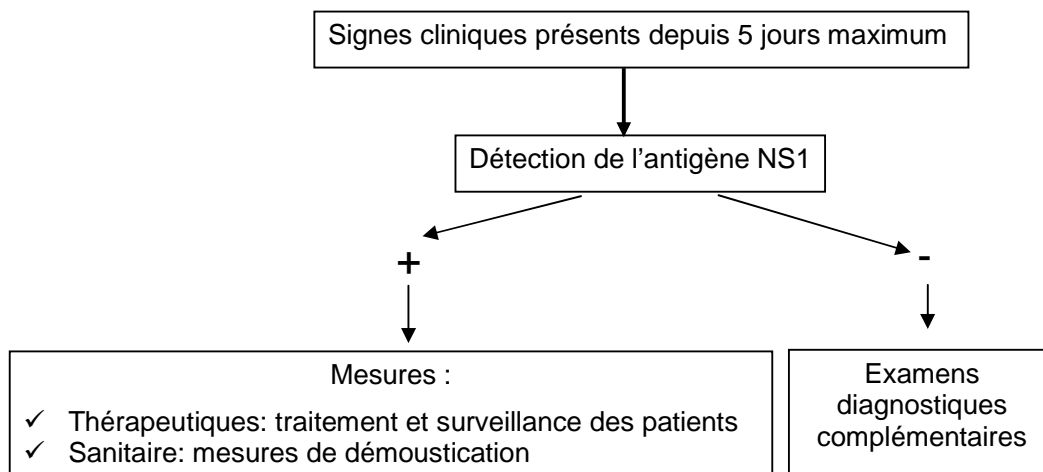 Signes cliniques présents depuis 5 jours maximum
Détection de l'antigène NS1
+
-
Mesures :
✓ Thérapeutiques: traitement et surveillance des patients
✓ Sanitaire: mesures de démoustication
Examens
diagnostiques
complémentaires